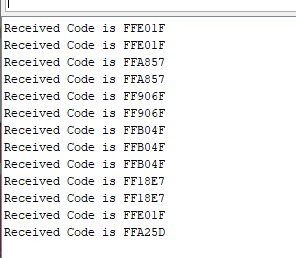 Received Code is FFE01F
Received Code is FFE01F
Received Code is FFA857
Received Code is FFA857
Received Code is FF906F
Received Code is FF906F
Received Code is FFB04F
Received Code is FFB04F
Received Code is FFB04F
Received Code is FF18E7
Received Code is FF18E7
Received Code is FFE01F
Received Code is FFA25D